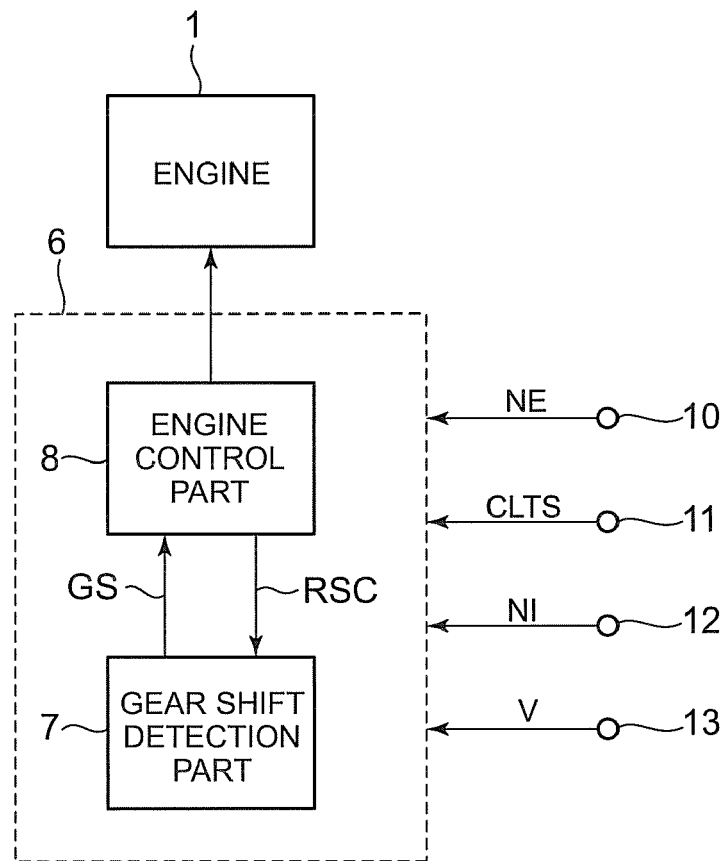 1
ENGINE
6
ENGINE
CONTROL
PART
8
NE
10
CLTS
11
GS
RSC
NI
12
GEAR SHIFT
DETECTION
PART
7
V
13